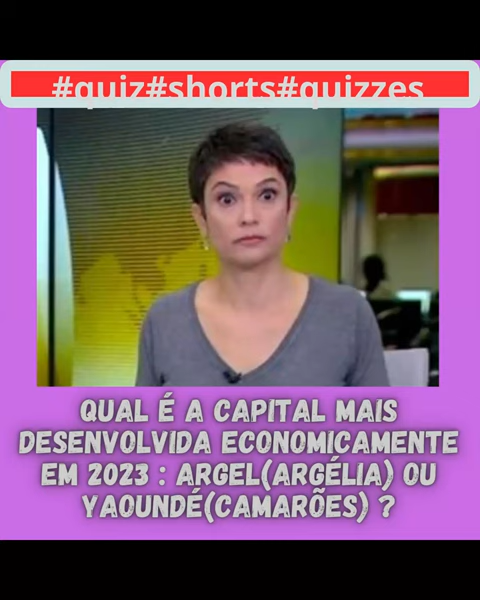 #quiz#shorts#quizzes
QUAL É A CAPITAL MAIS
DESENVOLVIDA ECONOMICAMENTE
EM 2023 : ARGEL(ARGÉLIA) OU
YAOUNDÉ(CAMARÕES) ?